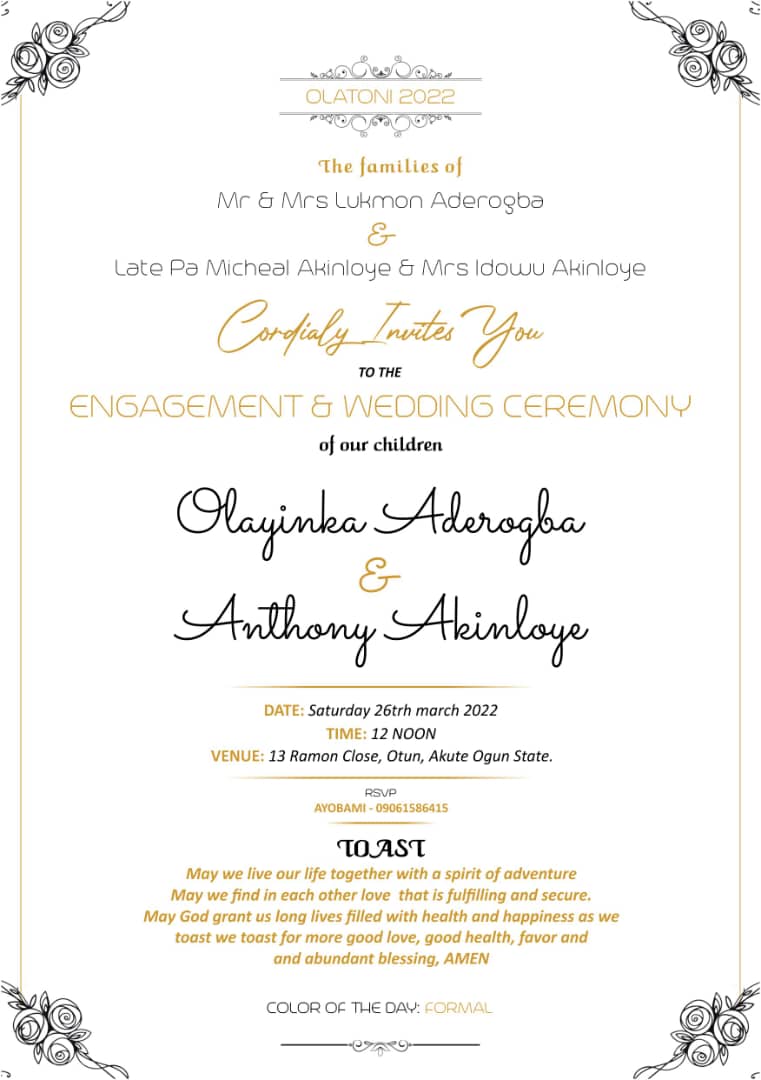 OLATONI 2022
The families of
Mr & Mrs Lukmon Aderogba
&
Late Pa Micheal Akinloye & Mrs Idowu Akinloye
Cordialy Invites You
TO THE
ENGAGEMENT & WEDDING CEREMONY
of our children
Olayinka Aderogba
&
Anthony Akinloye
DATE: Saturday 26trh march 2022
TIME: 12 NOON
VENUE: 13 Ramon Close, Otun, Akute Ogun State.
RSVP
AYOBAMI - 09061586415
TOAST
May we live our life together with a spirit of adventure
May we find in each other love that is fulfilling and secure.
May God grant us long lives filled with health and happiness as we
toast we toast for more good love, good health, favor and
and abundant blessing, AMEN
COLOR OF THE DAY: FORMAL